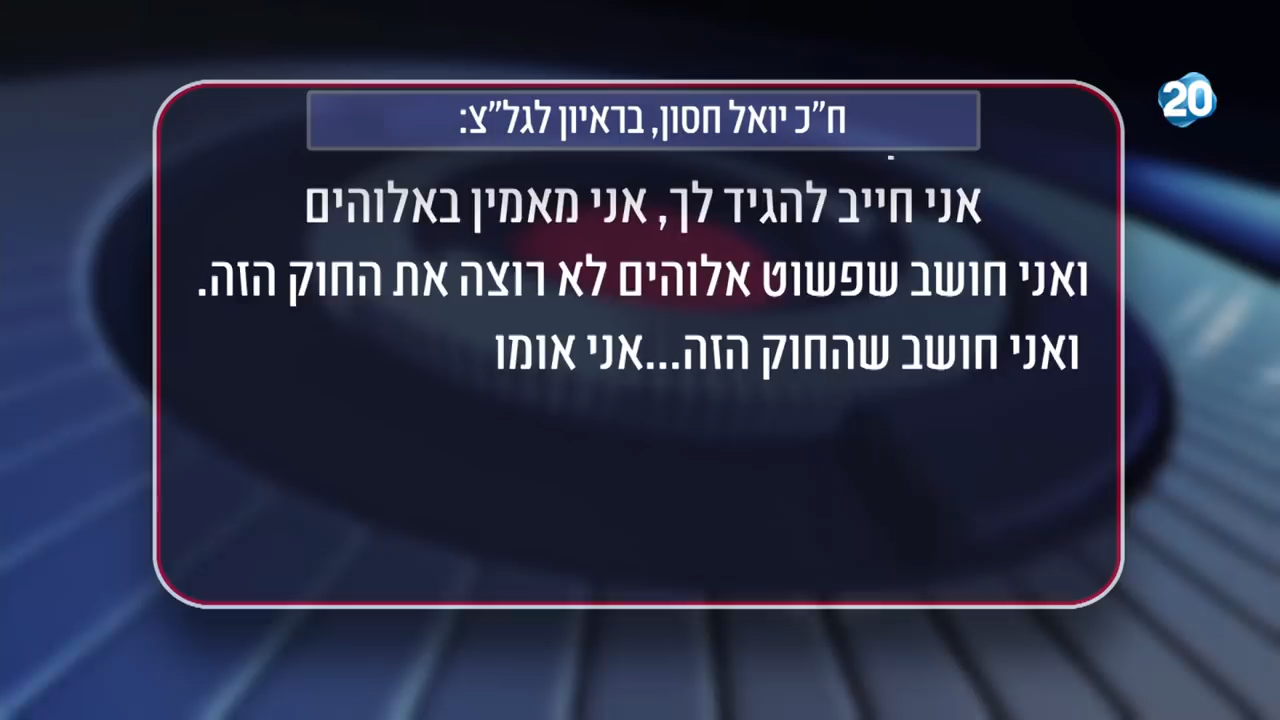 ח"כ יואל חסון, בראיון לגל"צ:
20
אני חייב להגיד לך, אני מאמין באלוהים
ואני חושב שפשוט אלוהים לא רוצה את החוק הזה.
ואני חושב שהחוק הזה...אני אומו